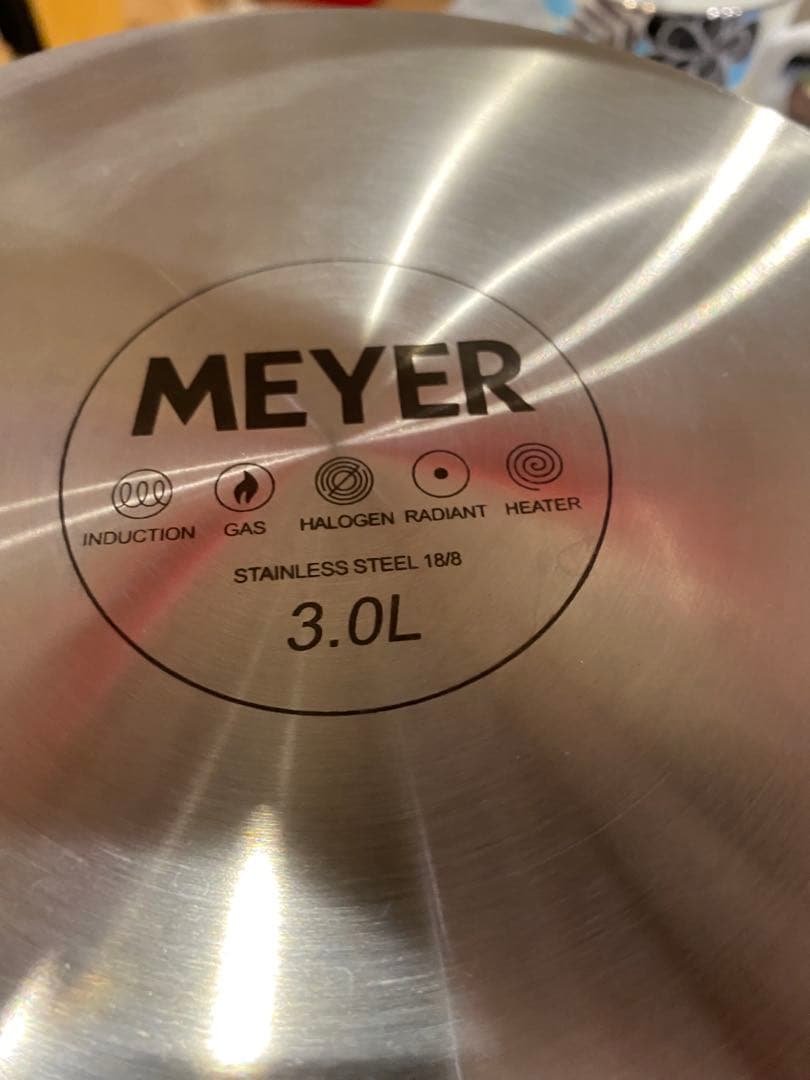 MEYER
INDUCTION GAS HALOGEN RADIANT HEATER
STAINLESS STEEL 18/8
3.0L